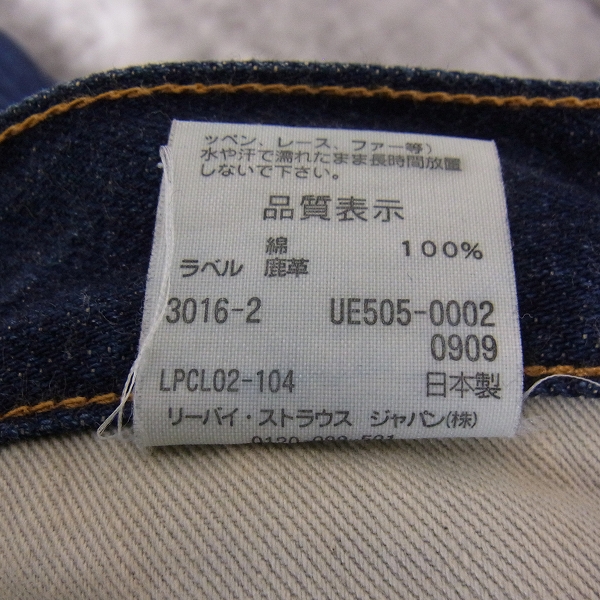 ッペン、レース、ファー等)
水や汗で濡れたまま長時間放置
しないで下さい。
品質表示
綿 100%
ラベル 鹿革
3016-2 UE505-0002
0909
LPCL02-104 日本製
リーバイ・ストラウス ジャパン(株)